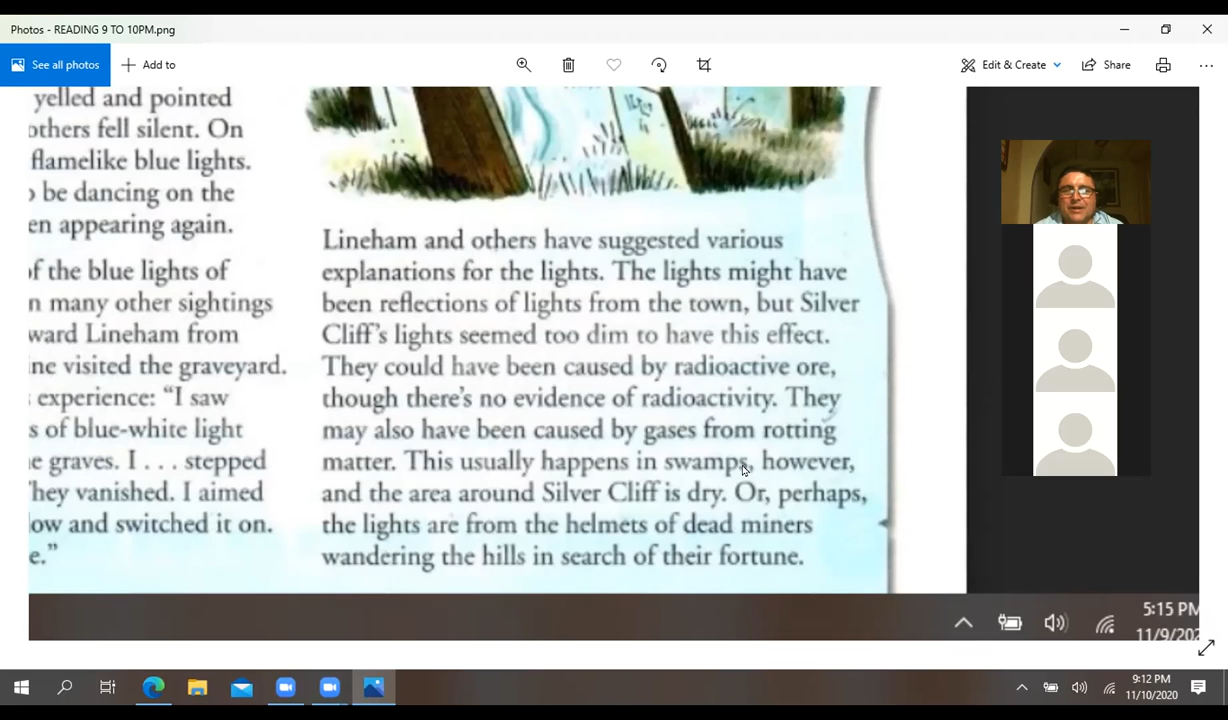 Photos - READING 9 TO 10PM.png
See all photos
Add to
Edit & Create
Share
yelled and pointed
others fell silent. On
flamelike blue lights.
be dancing on the
en appearing again.
of the blue lights of
n many other sightings
ward Lineham from
ine visited the graveyard.
experience: “I saw
s of blue-white light
e graves. I . . . stepped
They vanished. I aimed
low and switched it on.
e.”
Lineham and others have suggested various
explanations for the lights. The lights might have
been reflections of lights from the town, but Silver
Cliff’s lights seemed too dim to have this effect.
They could have been caused by radioactive ore,
though there’s no evidence of radioactivity. They
may also have been caused by gases from rotting
matter. This usually happens in swamps, however,
and the area around Silver Cliff is dry. Or, perhaps,
the lights are from the helmets of dead miners
wandering the hills in search of their fortune.
5:15 PM
11/9/202
9:12 PM
11/10/2020